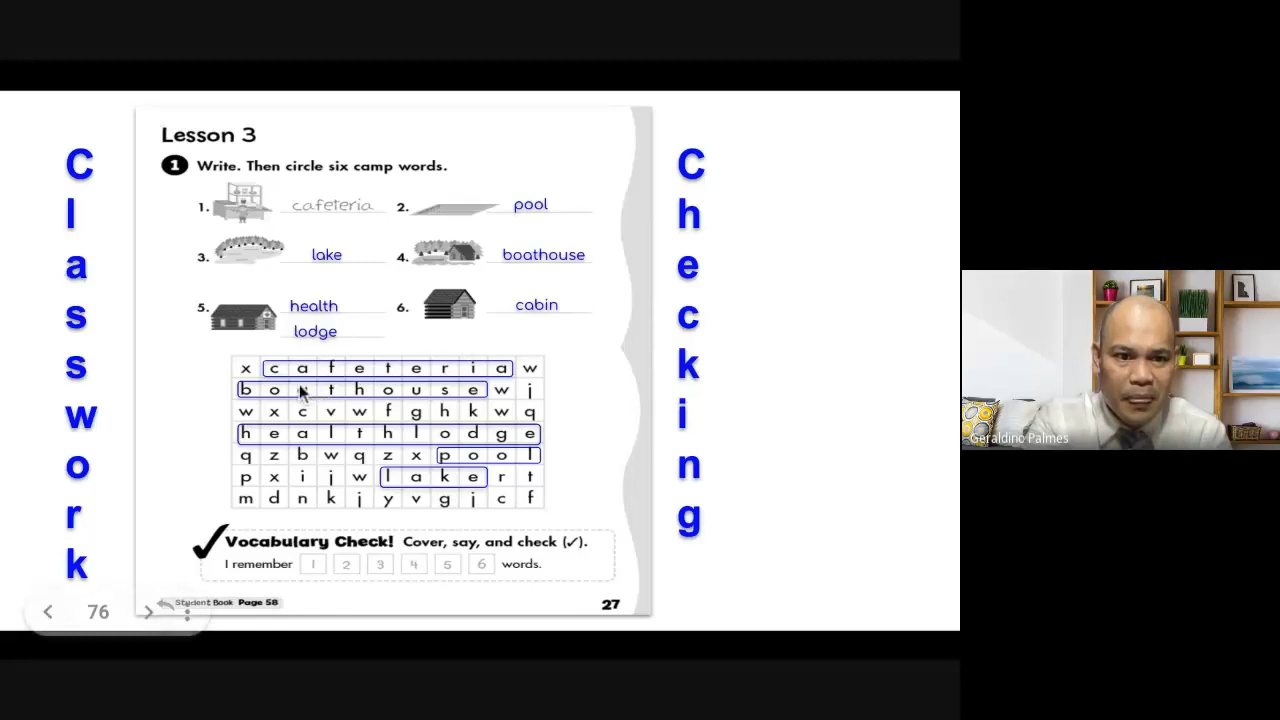 Classwork
Lesson 3
1 Write. Then circle six camp words.
1. cafeteria 2. pool
3. lake 4. boathouse
5. health 6. cabin
lodge
x c a f e t e r i a w
b o a t h o u s e w j
w x c v w f g h k w q
h e a l t h l o d g e
q z b w q z x p o o l
p x i j w l a k e r t
m d n k j y v g j c f
Vocabulary Check! Cover, say, and check (✓).
I remember 1 2 3 4 5 6 words.
Student Book Page 58
27
76
Checking
Geraldino Palmes